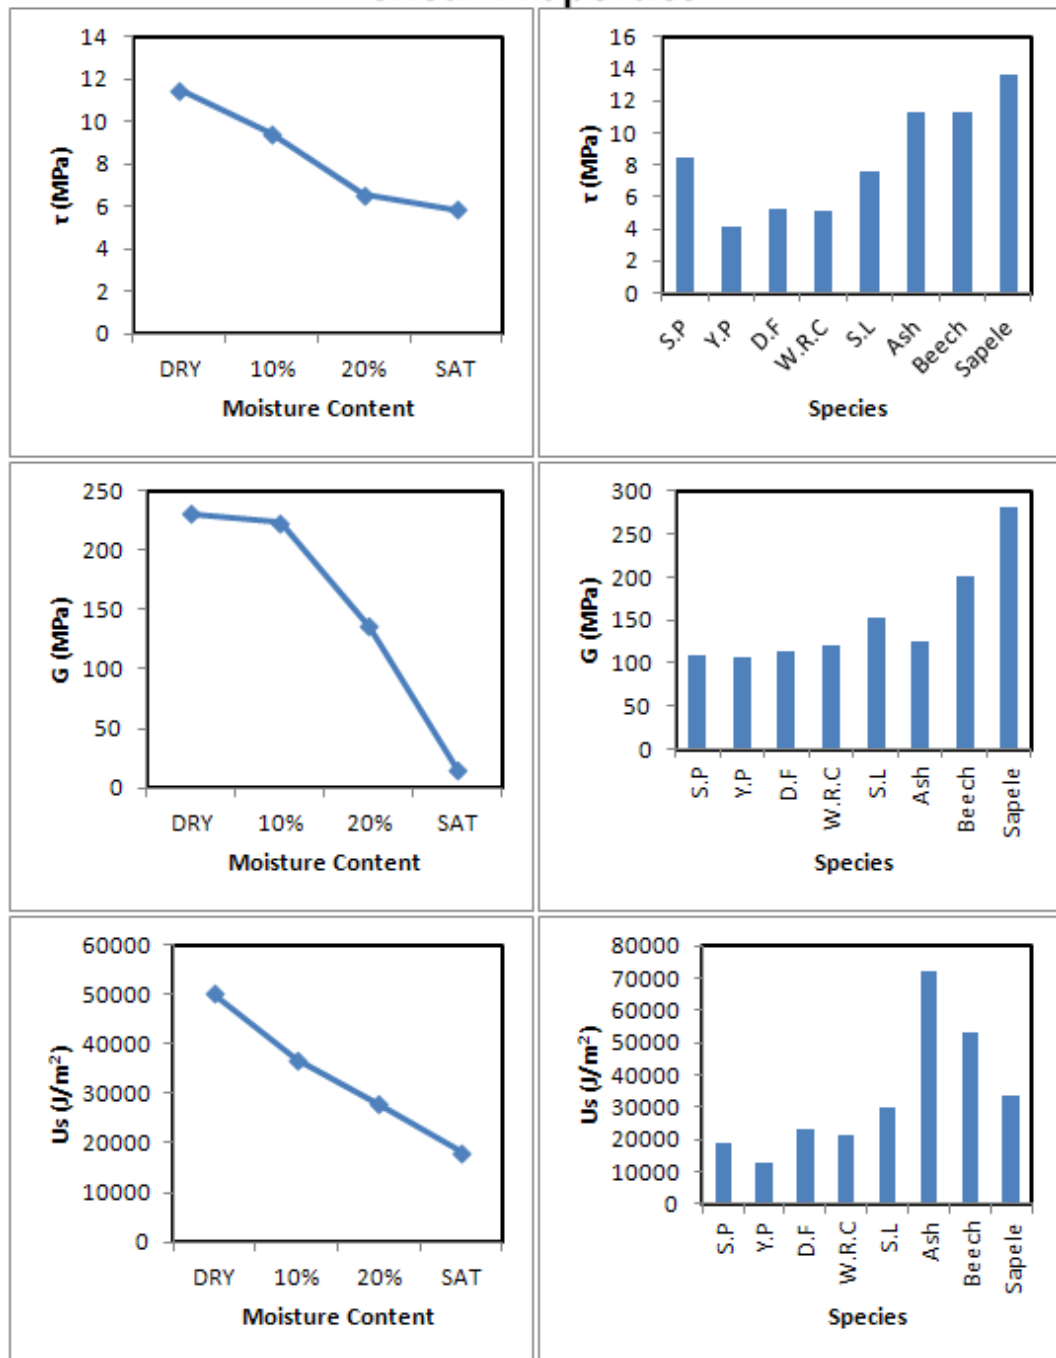 14
12
10
8
6
4
2
0
τ (MPa)
DRY 10% 20% SAT
Moisture Content
16
14
12
10
8
6
4
2
0
τ (MPa)
S.P Y.P D.F W.R.C S.L Ash Beech Sapele
Species
250
200
150
100
50
0
G (MPa)
DRY 10% 20% SAT
Moisture Content
300
250
200
150
100
50
0
G (MPa)
S.P Y.P D.F W.R.C S.L Ash Beech Sapele
Species
60000
50000
40000
30000
20000
10000
0
Us (J/m²)
DRY 10% 20% SAT
Moisture Content
80000
70000
60000
50000
40000
30000
20000
10000
0
Us (J/m²)
S.P Y.P D.F W.R.C S.L Ash Beech Sapele
Species